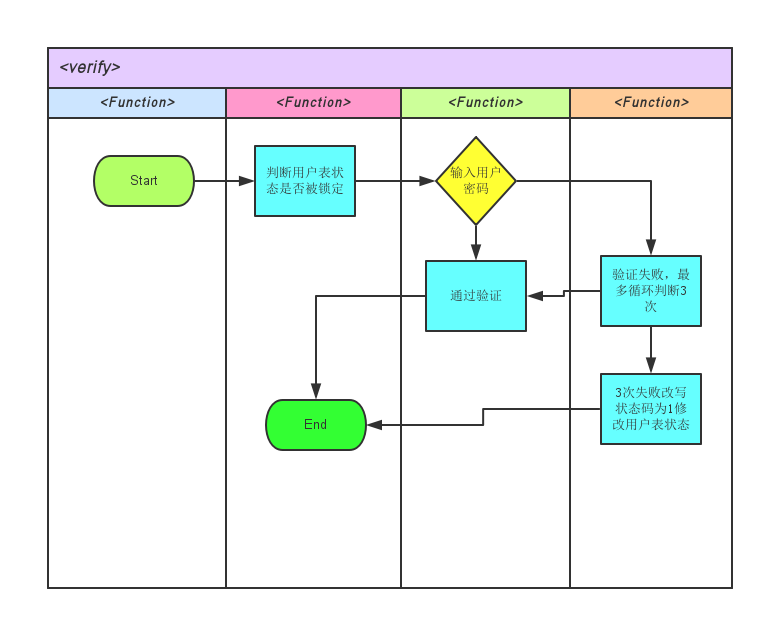 <verify>
<Function>
<Function>
<Function>
<Function>
Start
判断用户表状
态是否被锁定
输入用户
密码
验证失败，最
多循环判断3
次
通过验证
3次失败改写
状态码为1修
改用户表状态
End